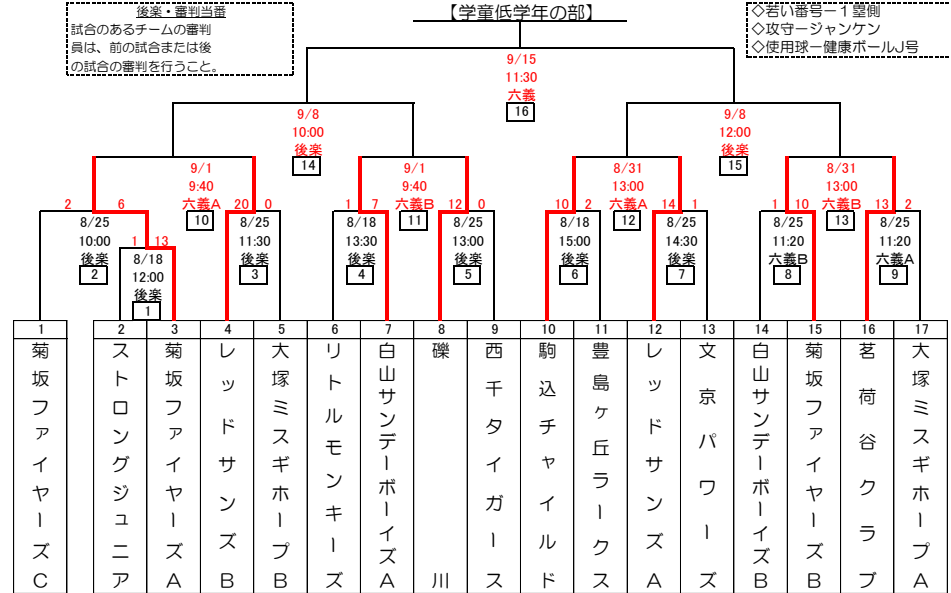 後楽・審判当番
試合のあるチームの審判
員は、前の試合または後
の試合の審判を行うこと。
【学童低学年の部】
◇若い番号－１塁側
◇攻守－ジャンケン
◇使用球－健康ボールJ号
9/15
11:30
六義
16
9/8
10:00
後楽
14
9/8
12:00
後楽
15
9/1
9:40
六義A
10
9/1
9:40
六義B
11
8/31
13:00
六義A
12
8/31
13:00
六義B
13
2 6
8/25
10:00
後楽
2
1 13
8/18
12:00
後楽
1
20 0
8/25
11:30
後楽
3
1 7
8/18
13:30
後楽
4
12 0
8/25
13:00
後楽
5
10 2
8/18
15:00
後楽
6
14 1
8/25
14:30
後楽
7
1 10
8/25
11:20
六義B
8
13 2
8/25
11:20
六義A
9
1
菊坂ファイヤーズC
2
ストロングジュニア
3
菊坂ファイヤーズA
4
レッドサンズB
5
大塚ミスギホープB
6
リトルモンキーズ
7
白山サンデーボーイズA
8
礫川
9
西千タイガース
10
駒込チャイルド
11
豊島ヶ丘ラークス
12
レッドサンズA
13
文京パワーズ
14
白山サンデーボーイズB
15
菊坂ファイヤーズB
16
茗荷谷クラブ
17
大塚ミスギホープA